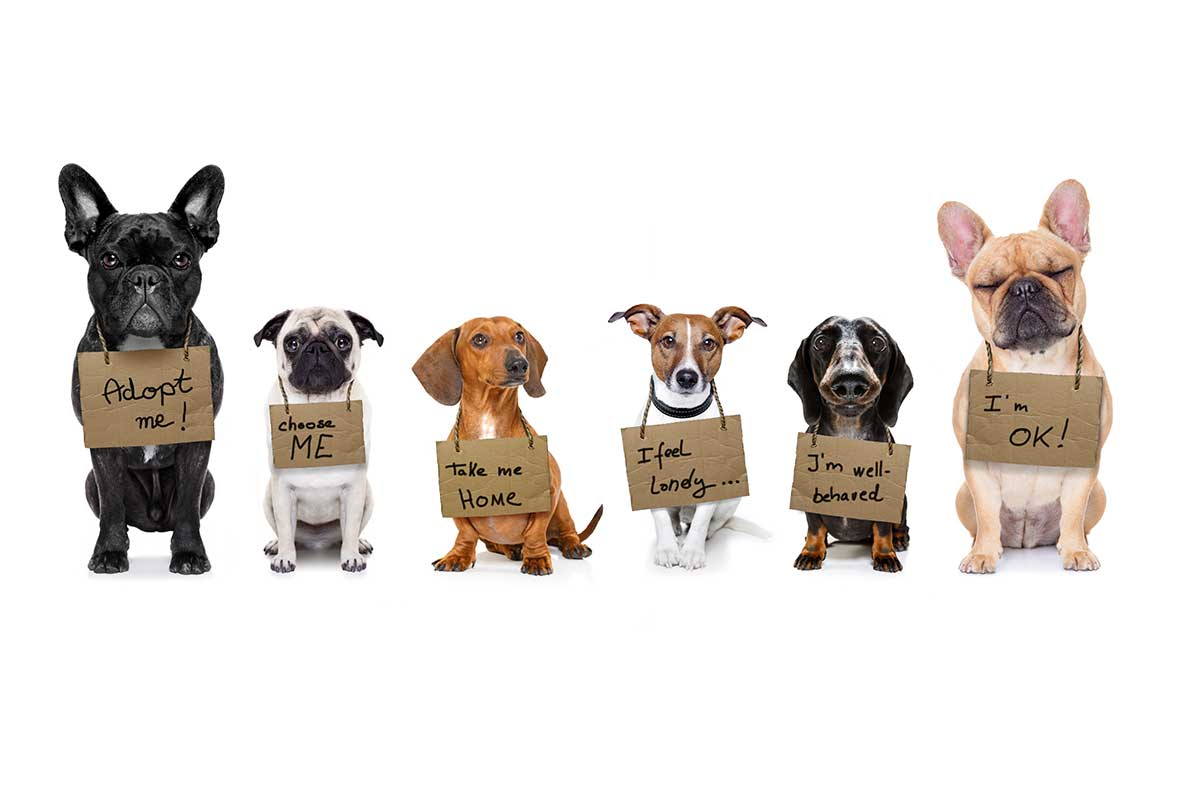 Adopt
me!
choose
ME
Take me
HOME
I feel
lonely...
I'm well-
behaved
I'm
OK!